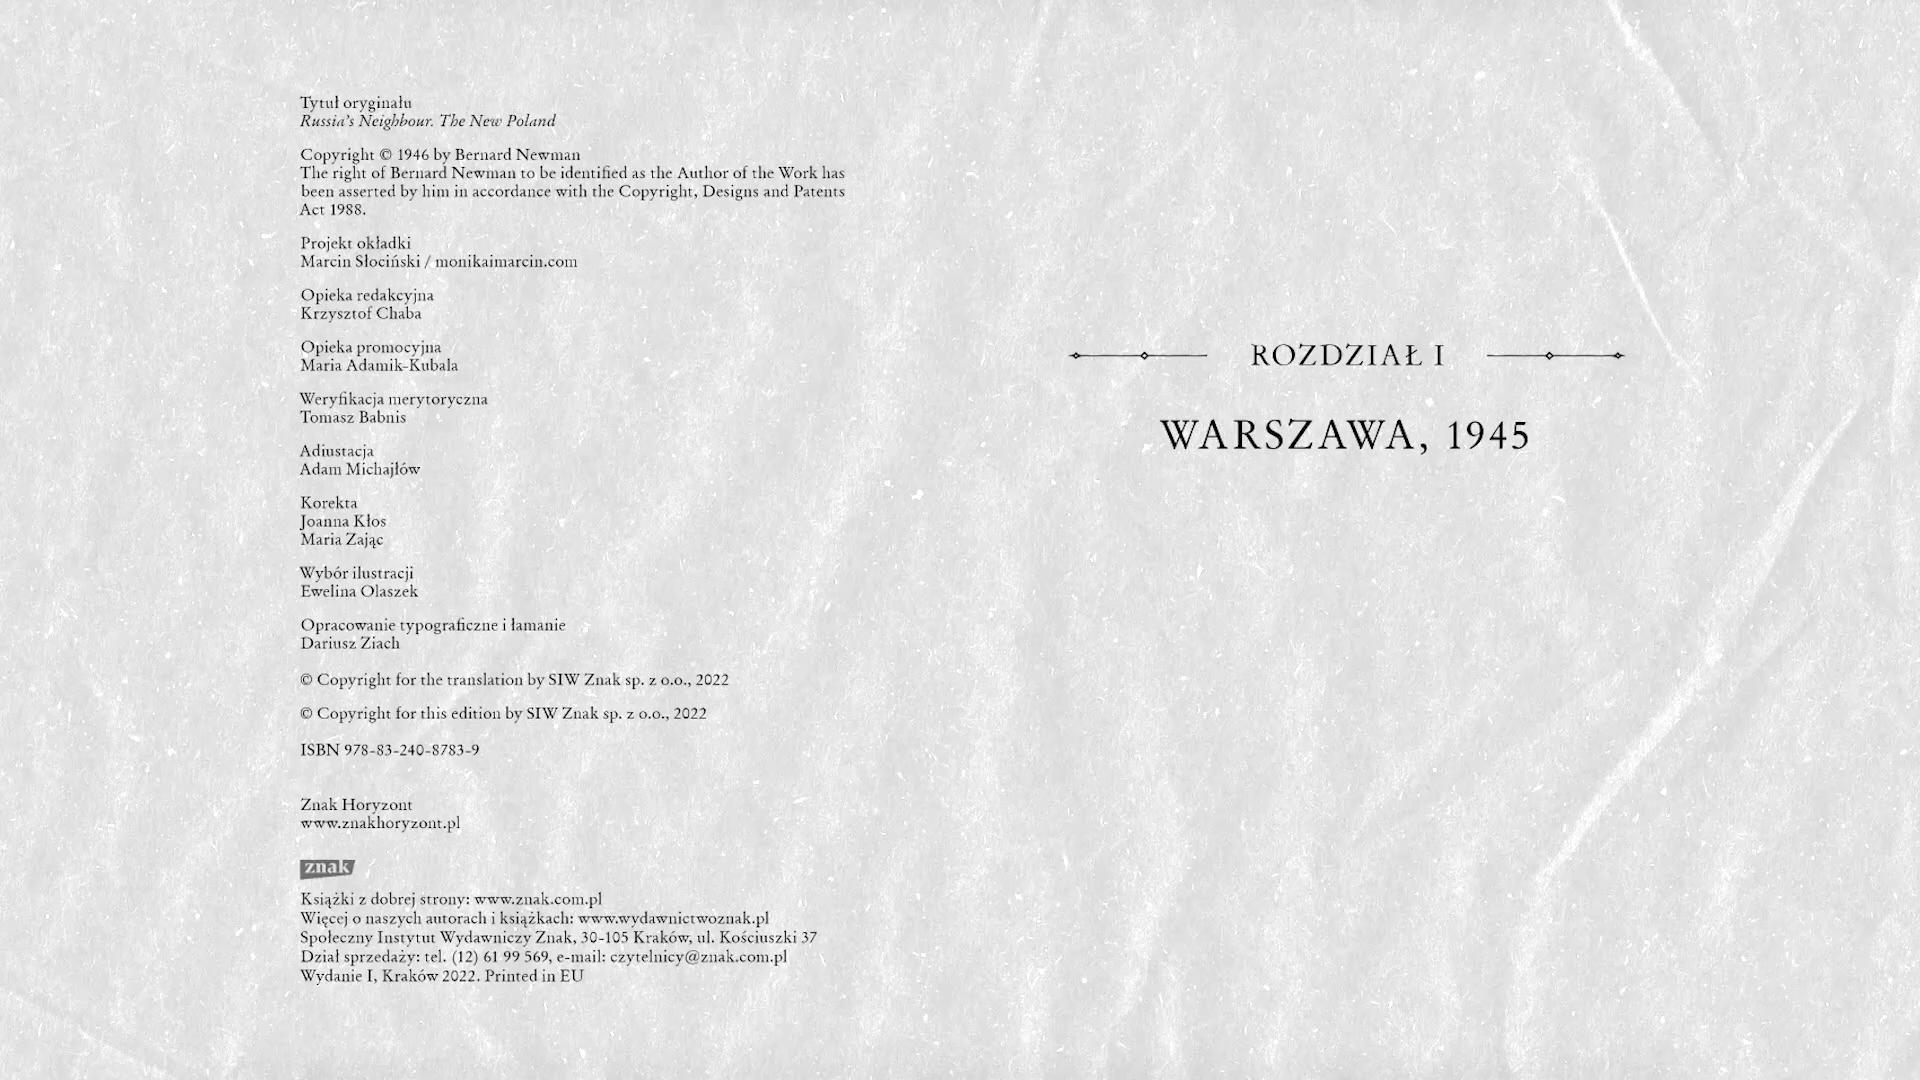 Tytuł oryginału
Russia's Neighbour. The New Poland
Copyright © 1946 by Bernard Newman
The right of Bernard Newman to be identified as the Author of the Work has
been asserted by him in accordance with the Copyright, Designs and Patents
Act 1988.
Projekt okładki
Marcin Słociński / monikaimarcin.com
Opieka redakcyjna
Krzysztof Chaba
Opieka promocyjna
Maria Adamik-Kubala
Weryfikacja merytoryczna
Tomasz Babnis
Adiustacja
Adam Michajłów
Korekta
Joanna Kłos
Maria Zając
Wybór ilustracji
Ewelina Olaszek
Opracowanie typograficzne i łamanie
Dariusz Ziach
© Copyright for the translation by SIW Znak sp. z o.o., 2022
© Copyright for this edition by SIW Znak sp. z o.o., 2022
ISBN 978-83-240-8783-9
Znak Horyzont
www.znakhoryzont.pl
znak
Książki z dobrej strony: www.znak.com.pl
Więcej o naszych autorach i książkach: www.wydawnictwoznak.pl
Społeczny Instytut Wydawniczy Znak, 30-105 Kraków, ul. Kościuszki 37
Dział sprzedaży: tel. (12) 61 99 569, e-mail: czytelnicy@znak.com.pl
Wydanie I, Kraków 2022. Printed in EU
ROZDZIAŁ I
WARSZAWA, 1945